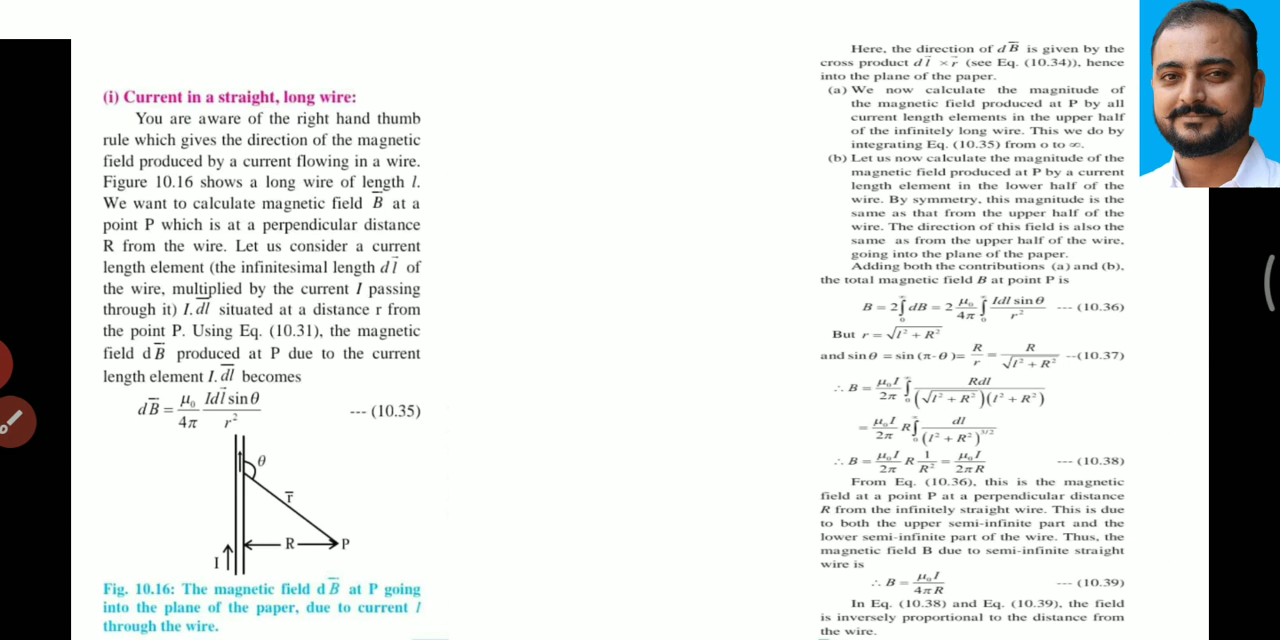 (i) Current in a straight, long wire:
You are aware of the right hand thumb
rule which gives the direction of the magnetic
field produced by a current flowing in a wire.
Figure 10.16 shows a long wire of length l.
We want to calculate magnetic field B̅ at a
point P which is at a perpendicular distance
R from the wire. Let us consider a current
length element (the infinitesimal length dl⃗ of
the wire, multiplied by the current I passing
through it) I.d̅l̅ situated at a distance r from
the point P. Using Eq. (10.31), the magnetic
field dB̅ produced at P due to the current
length element I.d̅l̅ becomes
dB̅ = μ₀/4π Idl⃗ sinθ/r² --- (10.35)
θ
r̅
R P
I
Fig. 10.16: The magnetic field dB̅ at P going
into the plane of the paper, due to current I
through the wire.
Here, the direction of dB̅ is given by the
cross product dl⃗ × r⃗ (see Eq. (10.34)), hence
into the plane of the paper.
(a) We now calculate the magnitude of
the magnetic field produced at P by all
current length elements in the upper half
of the infinitely long wire. This we do by
integrating Eq. (10.35) from o to ∞.
(b) Let us now calculate the magnitude of the
magnetic field produced at P by a current
length element in the lower half of the
wire. By symmetry, this magnitude is the
same as that from the upper half of the
wire. The direction of this field is also the
same as from the upper half of the wire,
going into the plane of the paper.
Adding both the contributions (a) and (b),
the total magnetic field B at point P is
B = 2∫₀^∞ dB = 2 μ₀/4π ∫₀^∞ Idl sinθ/r² --- (10.36)
But r = √(l² + R²)
and sinθ = sin (π-θ) = R/r = R/√(l² + R²) --(10.37)
∴ B = μ₀I/2π ∫₀^∞ Rdl/(√(l² + R²))(l² + R²)
= μ₀I/2π R∫₀^∞ dl/(l² + R²)^3/2
∴ B = μ₀I/2π R 1/R² = μ₀I/2πR --- (10.38)
From Eq. (10.36), this is the magnetic
field at a point P at a perpendicular distance
R from the infinitely straight wire. This is due
to both the upper semi-infinite part and the
lower semi-infinite part of the wire. Thus, the
magnetic field B due to semi-infinite straight
wire is
∴ B = μ₀I/4πR --- (10.39)
In Eq. (10.38) and Eq. (10.39), the field
is inversely proportional to the distance from
the wire.